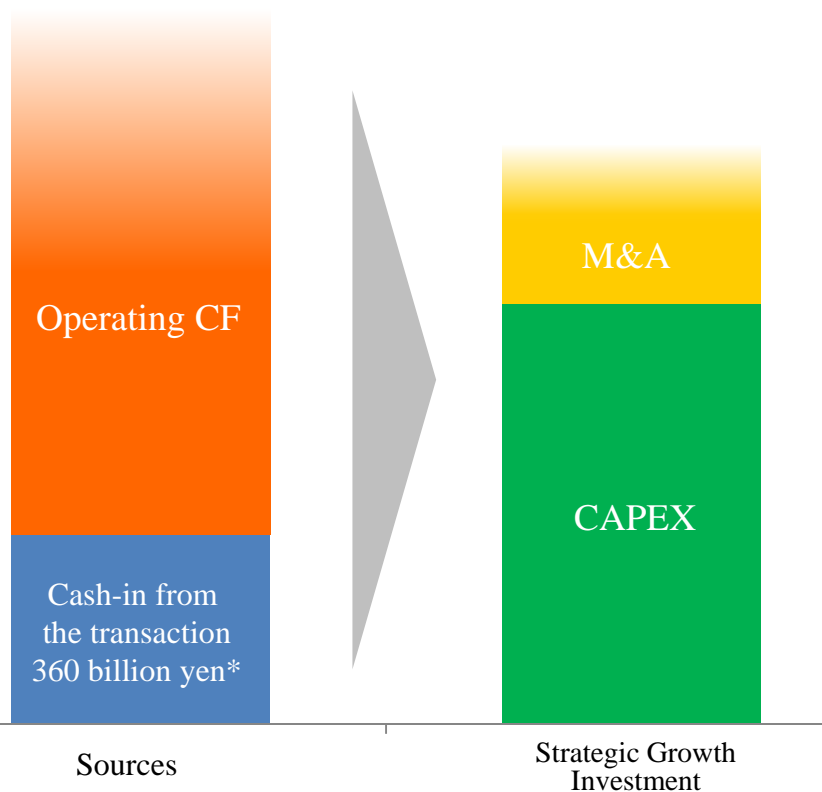 Operating CF
Cash-in from
the transaction
360 billion yen*
Sources
M&A
CAPEX
Strategic Growth
Investment